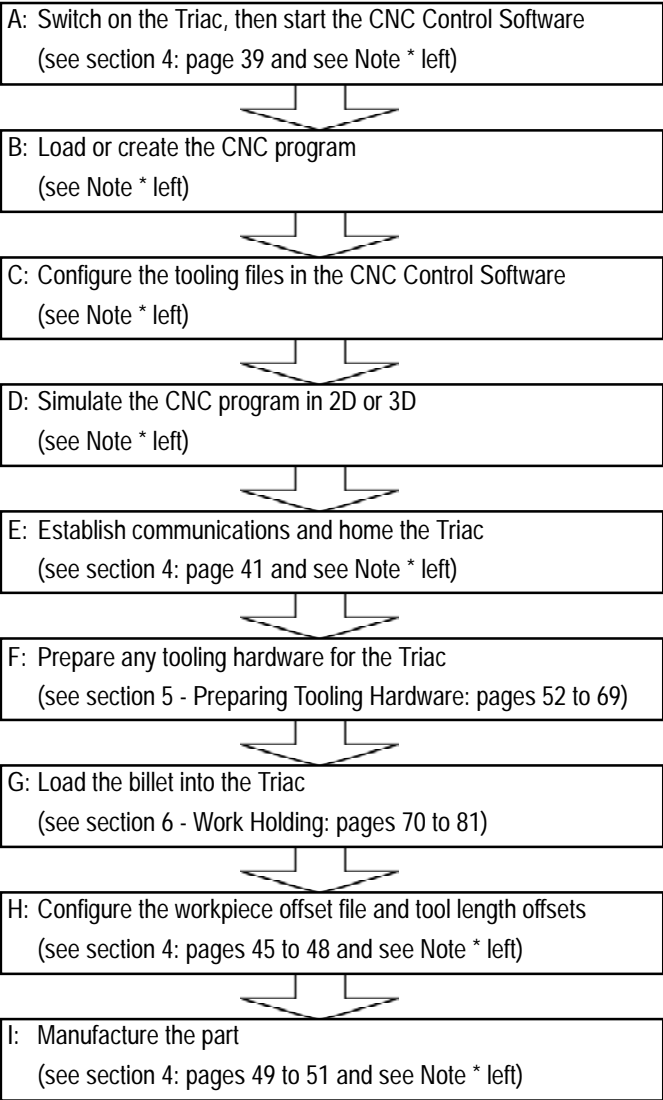 A: Switch on the Triac, then start the CNC Control Software
(see section 4: page 39 and see Note * left)
B: Load or create the CNC program
(see Note * left)
C: Configure the tooling files in the CNC Control Software
(see Note * left)
D: Simulate the CNC program in 2D or 3D
(see Note * left)
E: Establish communications and home the Triac
(see section 4: page 41 and see Note * left)
F: Prepare any tooling hardware for the Triac
(see section 5 - Preparing Tooling Hardware: pages 52 to 69)
G: Load the billet into the Triac
(see section 6 - Work Holding: pages 70 to 81)
H: Configure the workpiece offset file and tool length offsets
(see section 4: pages 45 to 48 and see Note * left)
I: Manufacture the part
(see section 4: pages 49 to 51 and see Note * left)